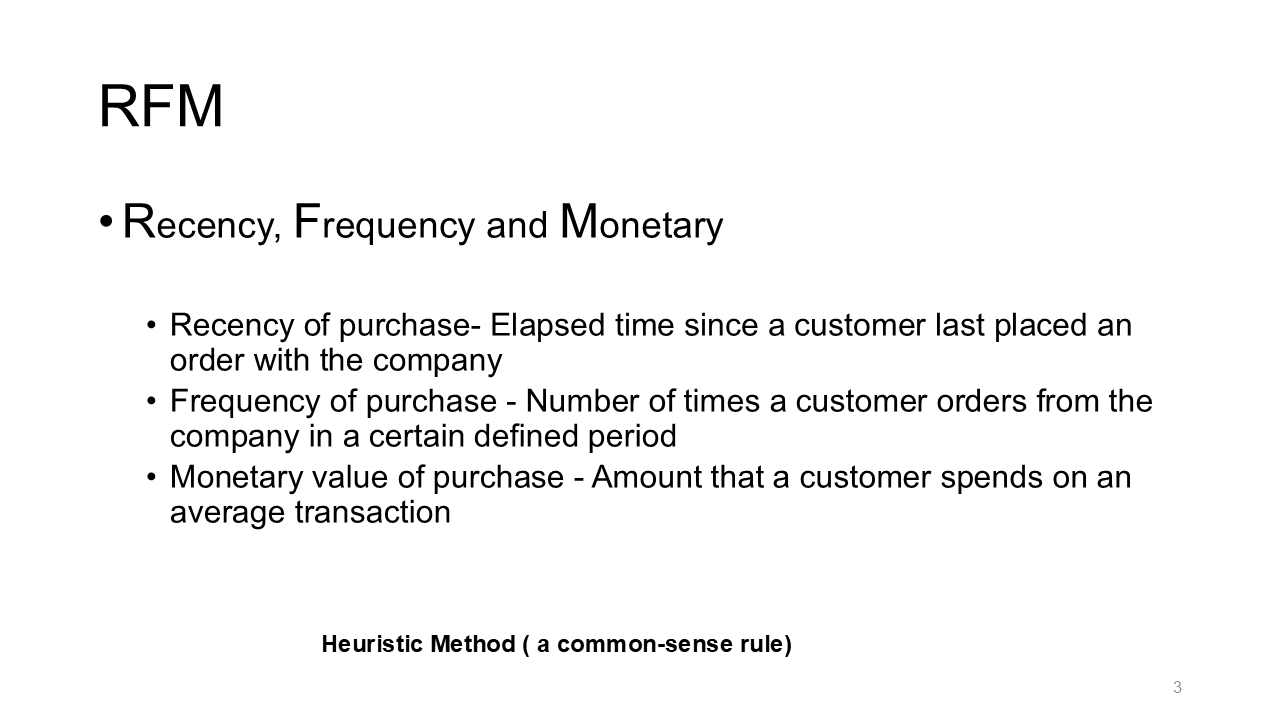 RFM
• Recency, Frequency and Monetary
• Recency of purchase- Elapsed time since a customer last placed an
order with the company
• Frequency of purchase - Number of times a customer orders from the
company in a certain defined period
• Monetary value of purchase - Amount that a customer spends on an
average transaction
Heuristic Method ( a common-sense rule)
3